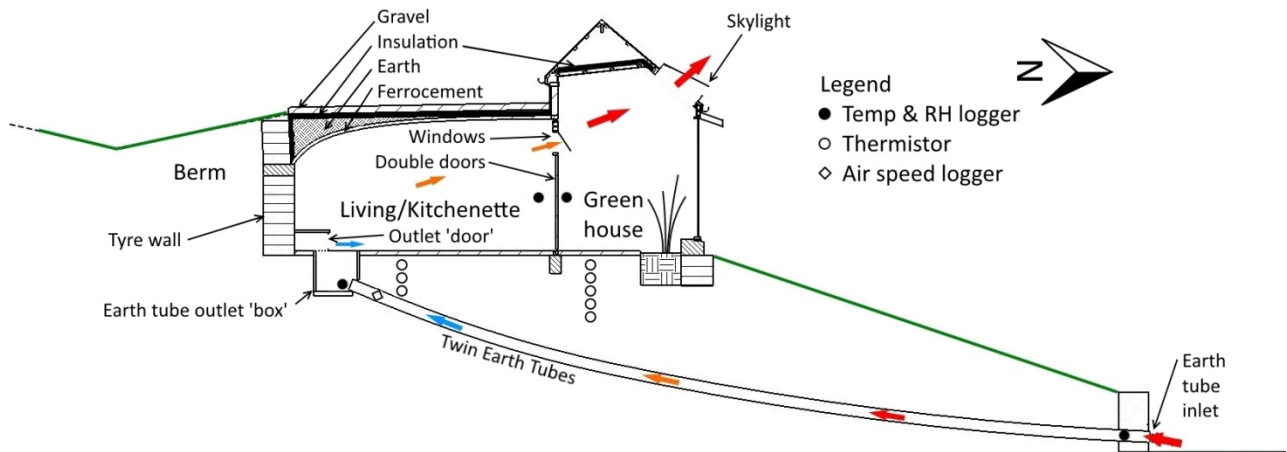 Gravel
Insulation
Earth
Ferrocement
Skylight
N
Legend
Temp & RH logger
Thermistor
Air speed logger
Windows
Double doors
Berm
Living/Kitchenette
Green
house
Outlet 'door'
Tyre wall
Earth tube outlet 'box'
Twin Earth Tubes
Earth
tube
inlet